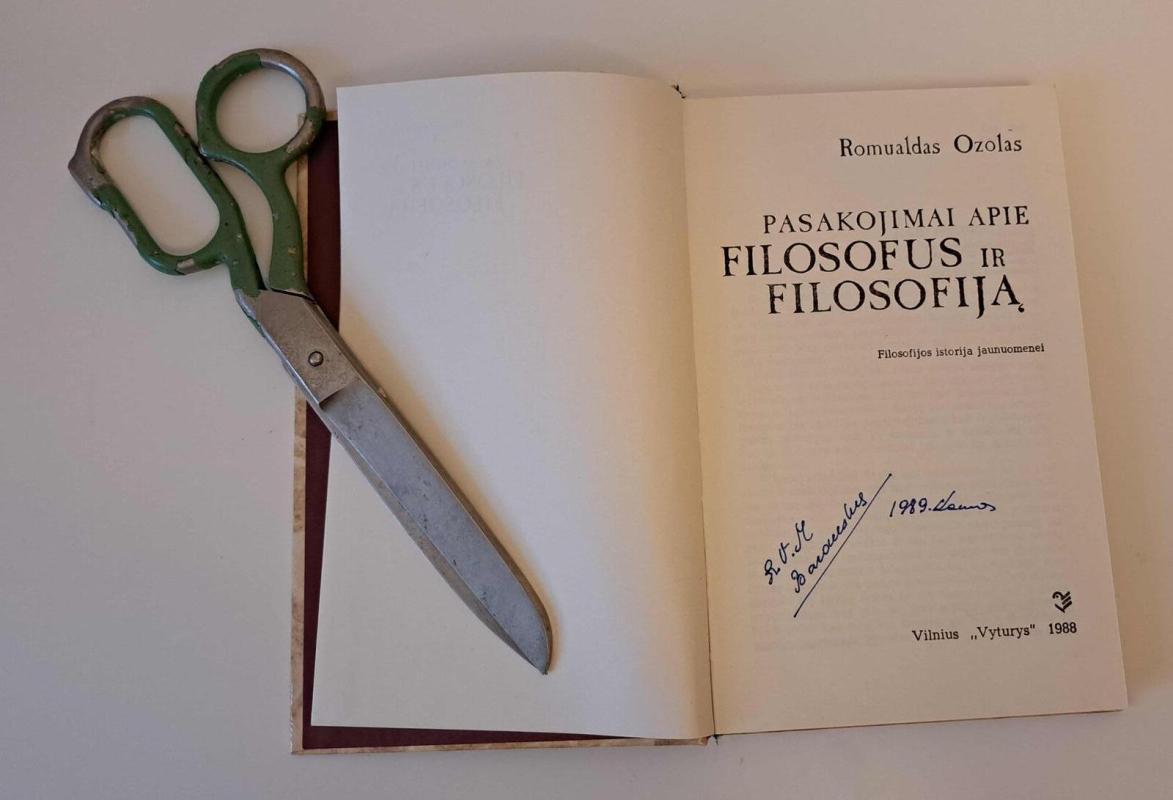 Romualdas Ozolas
PASAKOJIMAI APIE
FILOSOFUS IR
FILOSOFIJĄ
Filosofijos istorija jaunuomenei
1989.
Vilnius „Vyturys" 1988